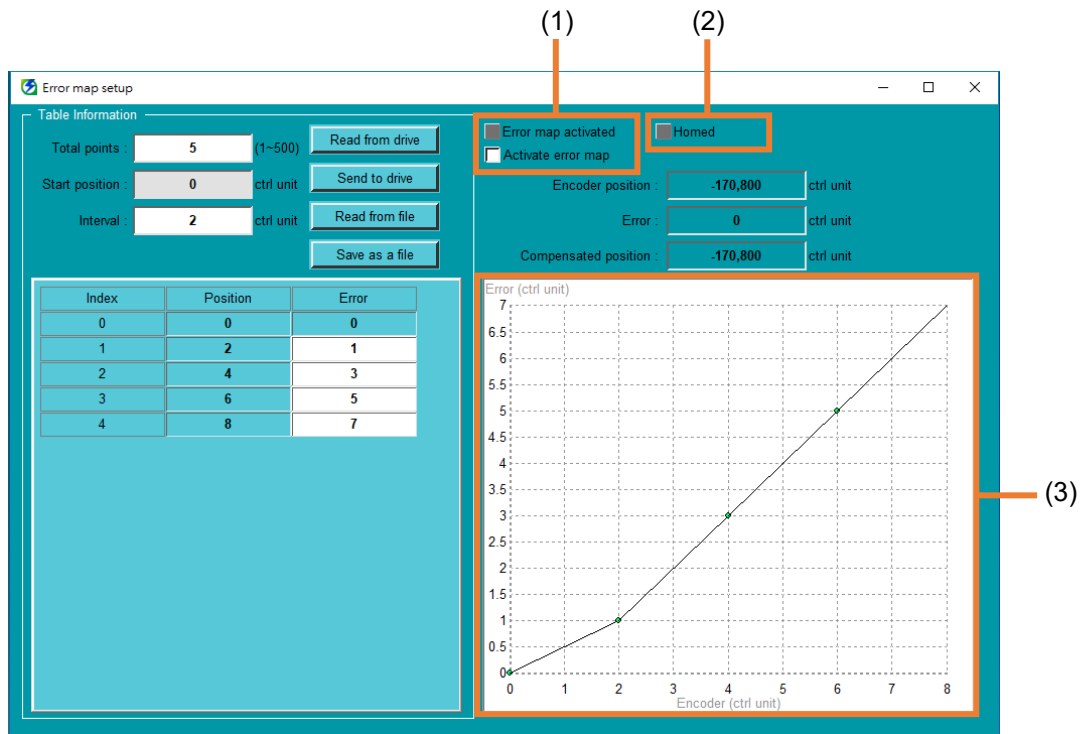 (1)
(2)
Error map setup
Table Information
Total points : 5 (1~500) Read from drive
Start position : 0 ctrl unit Send to drive
Interval : 2 ctrl unit Read from file
Save as a file
Error map activated
Activate error map
Homed
Encoder position : -170,800 ctrl unit
Error : 0 ctrl unit
Compensated position : -170,800 ctrl unit
Index Position Error
0 0 0
1 2 1
2 4 3
3 6 5
4 8 7
Error (ctrl unit)
7
6.5
6
5.5
5
4.5
4
3.5
3
2.5
2
1.5
1
0.5
0
0 1 2 3 4 5 6 7 8
Encoder (ctrl unit)
(3)